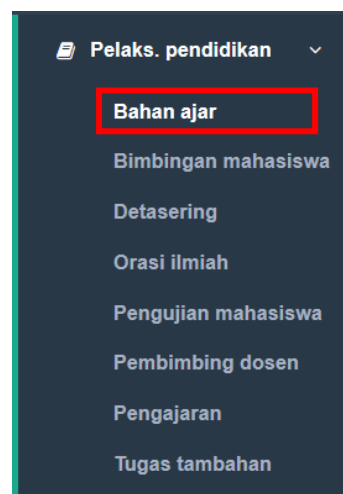 Pelaks. pendidikan
Bahan ajar
Bimbingan mahasiswa
Detasering
Orasi ilmiah
Pengujian mahasiswa
Pembimbing dosen
Pengajaran
Tugas tambahan